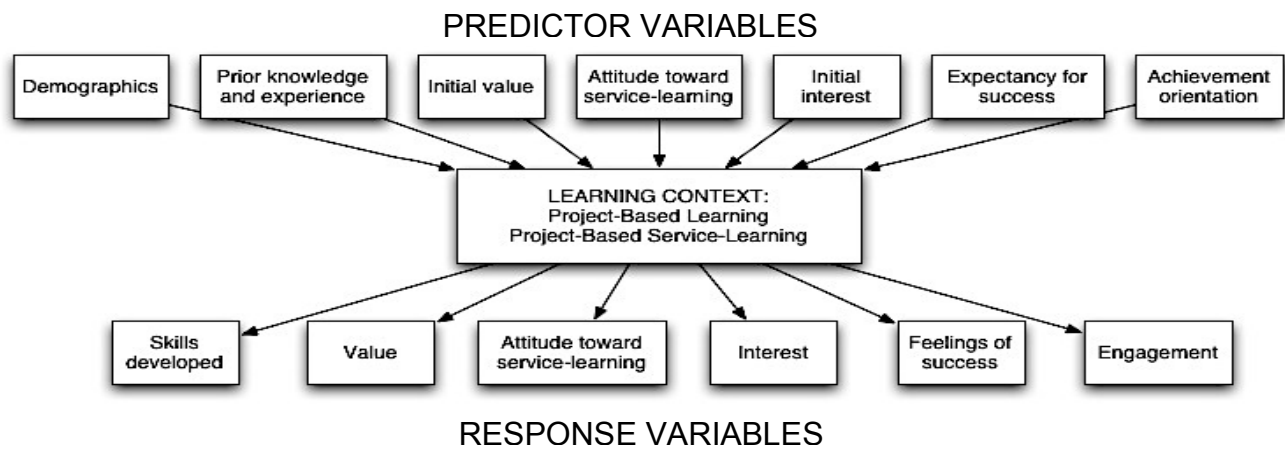 PREDICTOR VARIABLES
Demographics
Prior knowledge
and experience
Initial value
Attitude toward
service-learning
Initial
interest
Expectancy for
success
Achievement
orientation
LEARNING CONTEXT:
Project-Based Learning
Project-Based Service-Learning
Skills
developed
Value
Attitude toward
service-learning
Interest
Feelings of
success
Engagement
RESPONSE VARIABLES